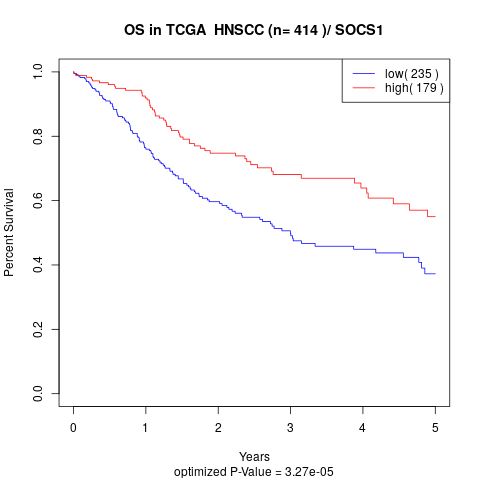 OS in TCGA  HNSCC (n= 414 )/ SOCS1
low( 235 )
high( 179 )
Percent Survival
1.0
0.8
0.6
0.4
0.2
0.0
0 1 2 3 4 5
Years
optimized P-Value = 3.27e-05